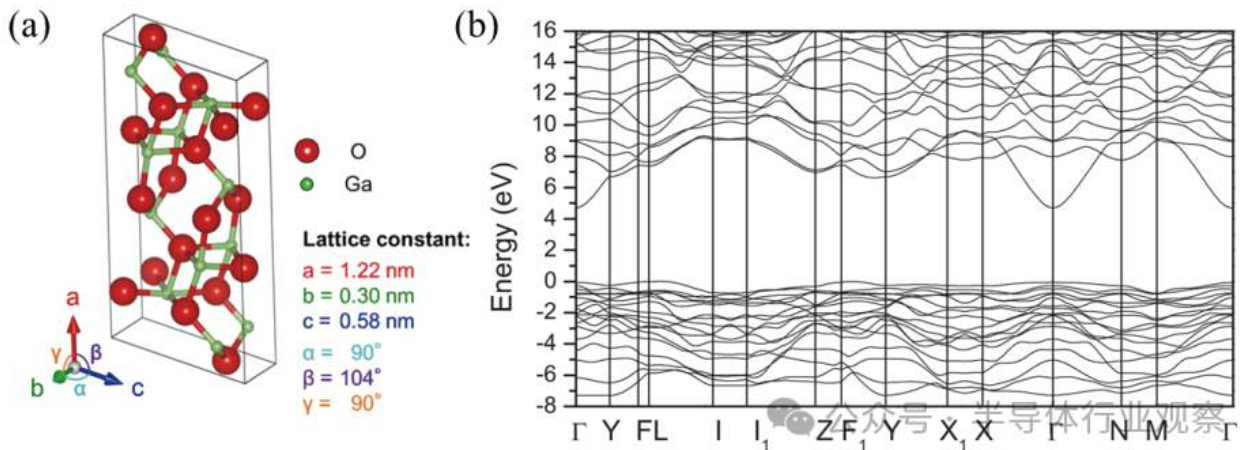 (a)
O
Ga
Lattice constant:
a = 1.22 nm
b = 0.30 nm
c = 0.58 nm
α = 90°
β = 104°
γ = 90°
a
γ β
b α c
(b)
Energy (eV)
16
14
12
10
8
6
4
2
0
-2
-4
-6
-8
Γ Y F L I I₁ Z F₁ Y X₁ X Γ N M Γ
公众号 · 半导体行业观察